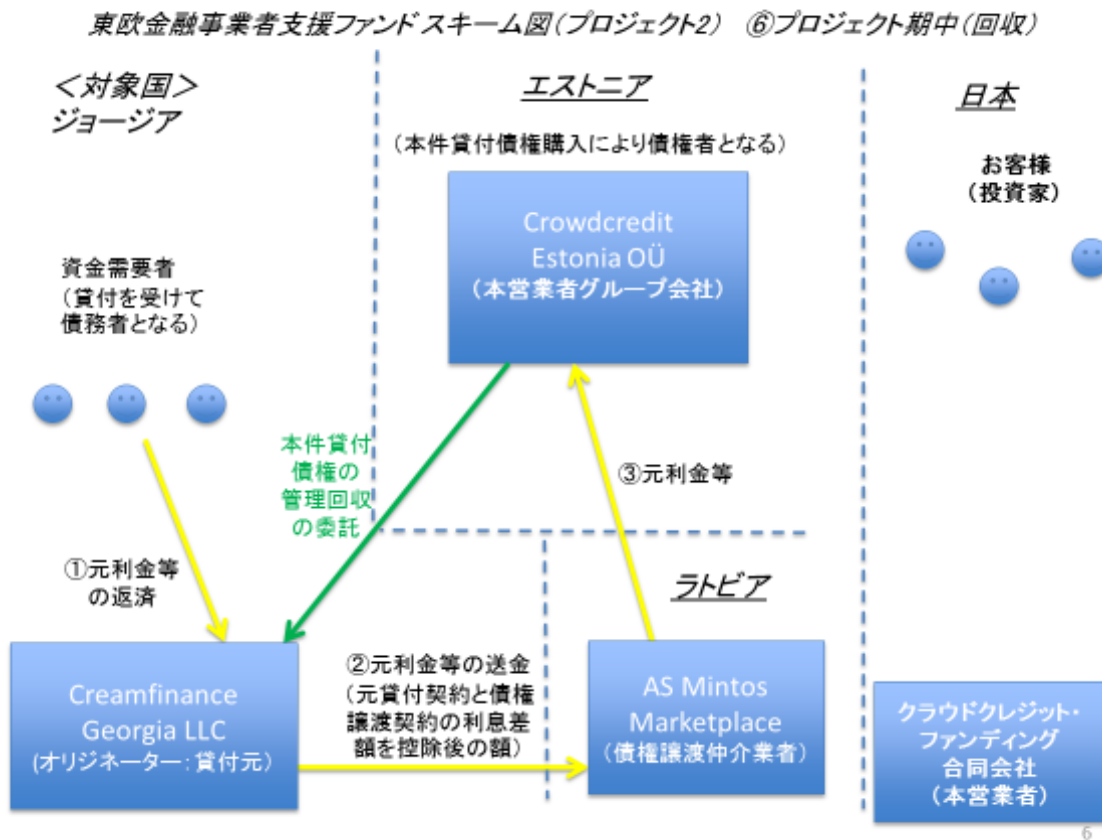 東欧金融事業者支援ファンド スキーム図(プロジェクト2) ⑥プロジェクト期中(回収)
＜対象国＞
ジョージア
エストニア
日本
(本件貸付債権購入により債権者となる)
お客様
(投資家)
Crowdcredit
Estonia OÜ
(本営業者グループ会社)
資金需要者
(貸付を受けて
債務者となる)
本件貸付
債権の
管理回収
の委託
③元利金等
①元利金等
の返済
ラトビア
②元利金等の送金
(元貸付契約と債権
譲渡契約の利息差
額を控除後の額)
Creamfinance
Georgia LLC
(オリジネーター：貸付元)
AS Mintos
Marketplace
(債権譲渡仲介業者)
クラウドクレジット・
ファンディング
合同会社
(本営業者)
6